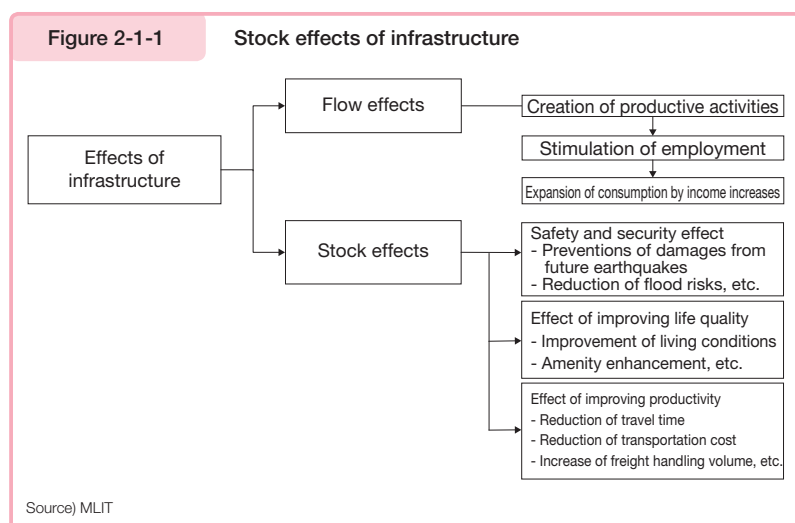 Figure 2-1-1
Stock effects of infrastructure
Effects of
infrastructure
Flow effects
Creation of productive activities
Stimulation of employment
Expansion of consumption by income increases
Stock effects
Safety and security effect
- Preventions of damages from
future earthquakes
- Reduction of flood risks, etc.
Effect of improving life quality
- Improvement of living conditions
- Amenity enhancement, etc.
Effect of improving productivity
- Reduction of travel time
- Reduction of transportation cost
- Increase of freight handling volume, etc.
Source) MLIT